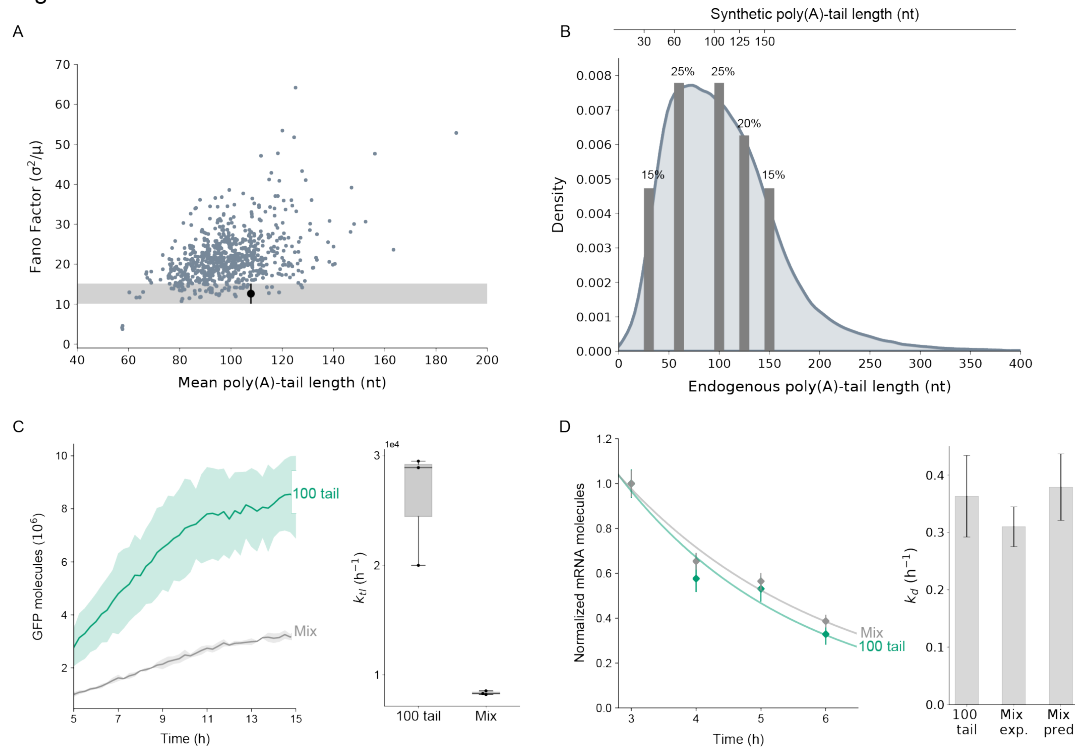 A
70
60
50
40
30
20
10
0
Fano Factor (σ²/μ)
40 60 80 100 120 140 160 180 200
Mean poly(A)-tail length (nt)
B
Synthetic poly(A)-tail length (nt)
30 60 100 125 150
0.008
0.007
0.006
0.005
0.004
0.003
0.002
0.001
0.000
Density
15% 25% 25% 20% 15%
0 50 100 150 200 250 300 350 400
Endogenous poly(A)-tail length (nt)
C
10
8
6
4
2
GFP molecules (10⁶)
100 tail
Mix
5 7 9 11 13 15
Time (h)
1e4
3
2
1
kₜₗ (h⁻¹)
100 tail Mix
D
1.2
1.0
0.8
0.6
0.4
0.2
0.0
Normalized mRNA molecules
Mix
100 tail
3 4 5 6
Time (h)
0.4
0.3
0.2
0.1
0.0
k_d (h⁻¹)
100 Mix Mix
tail exp. pred